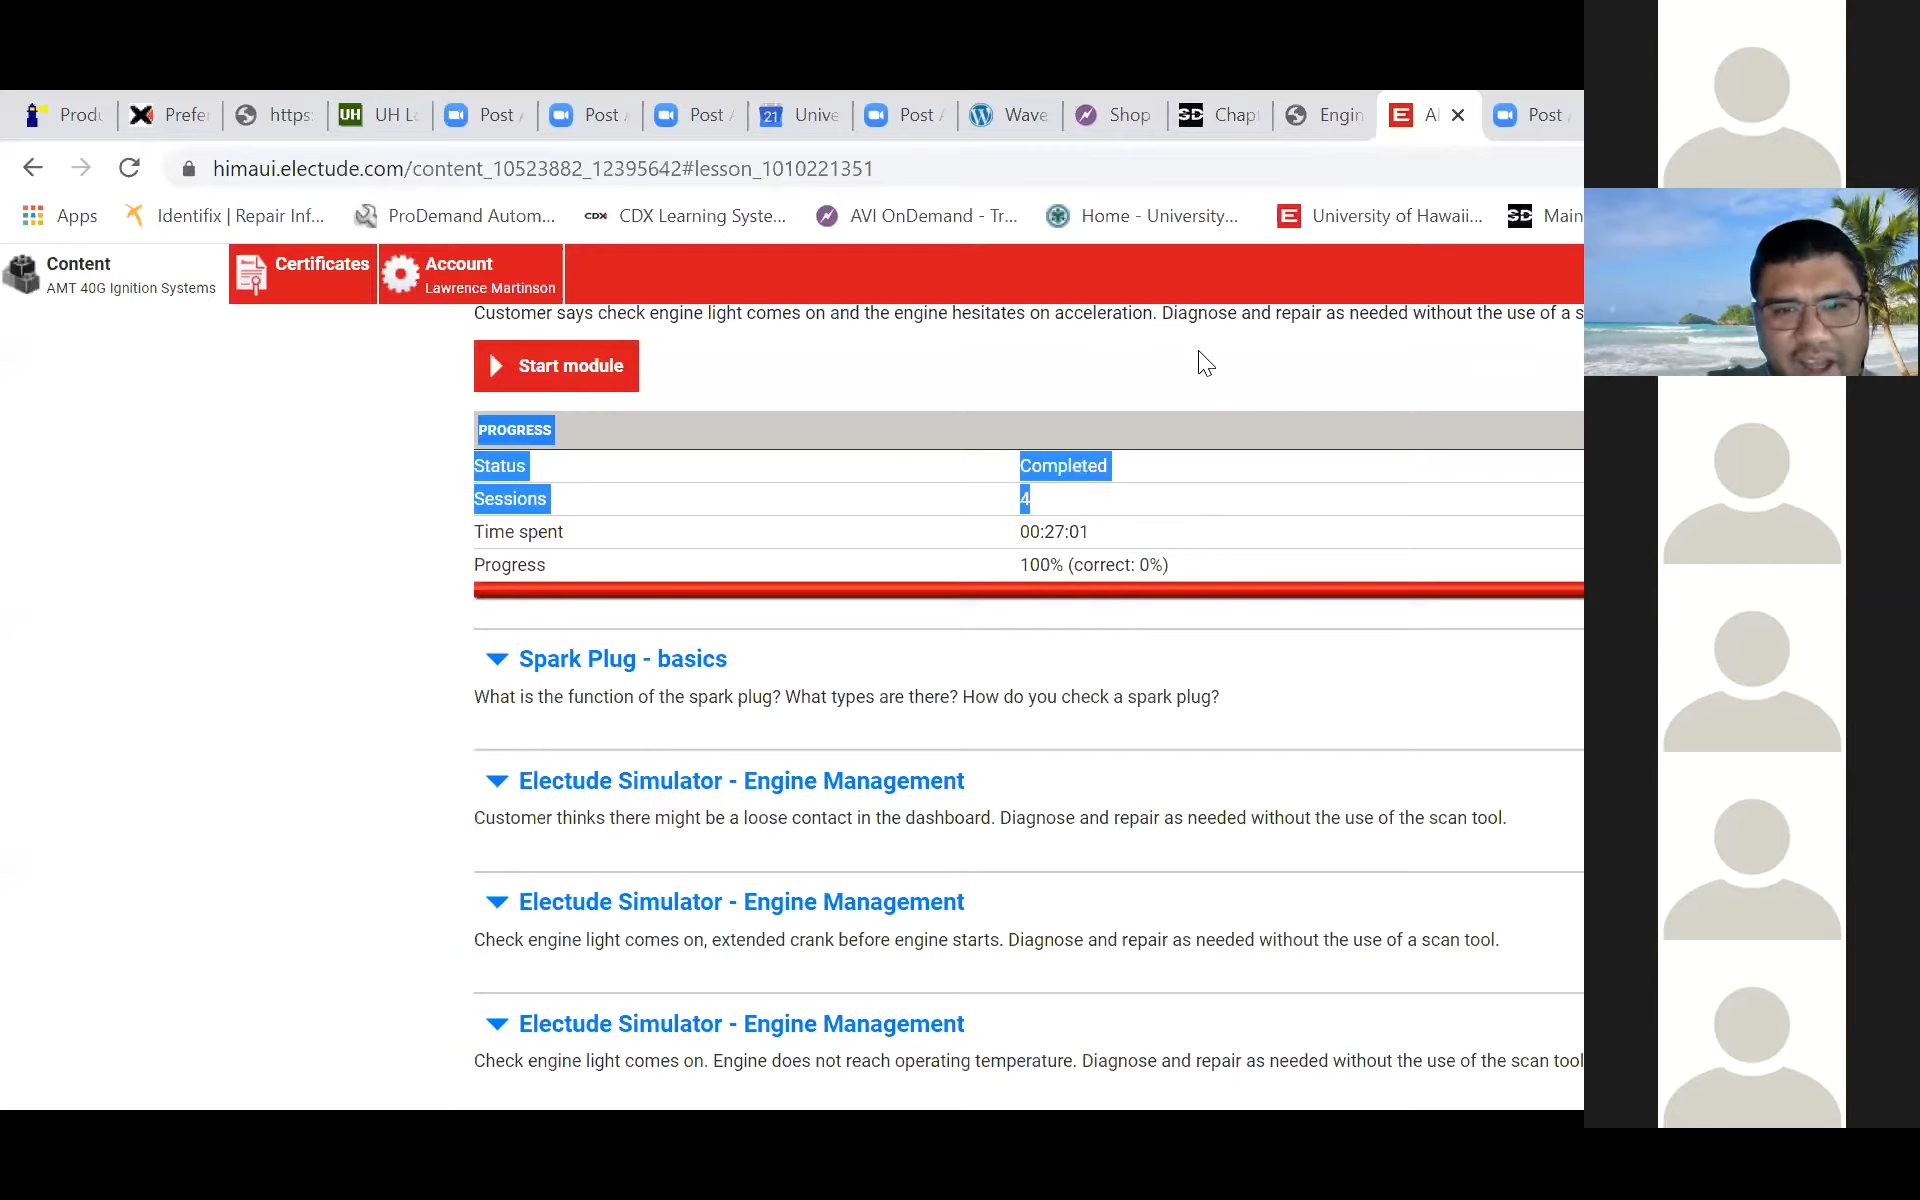 Produ
Prefe
https:
UH
UH Lo
Post
Post
Post
21
Unive
Post
Wave
Shop
SD
Chap
Engin
E
Post
himaui.electude.com/content_10523882_12395642#lesson_1010221351
Apps
Identifix | Repair Inf...
ProDemand Autom...
CDX
CDX Learning Syste...
AVI OnDemand - Tr...
Home - University...
E
University of Hawaii...
SD
Main
Content
AMT 40G Ignition Systems
Certificates
Account
Lawrence Martinson
Customer says check engine light comes on and the engine hesitates on acceleration. Diagnose and repair as needed without the use of a s
Start module
PROGRESS
Status Completed
Sessions 4
Time spent 00:27:01
Progress 100% (correct: 0%)
Spark Plug - basics
What is the function of the spark plug? What types are there? How do you check a spark plug?
Electude Simulator - Engine Management
Customer thinks there might be a loose contact in the dashboard. Diagnose and repair as needed without the use of the scan tool.
Electude Simulator - Engine Management
Check engine light comes on, extended crank before engine starts. Diagnose and repair as needed without the use of a scan tool.
Electude Simulator - Engine Management
Check engine light comes on. Engine does not reach operating temperature. Diagnose and repair as needed without the use of the scan tool